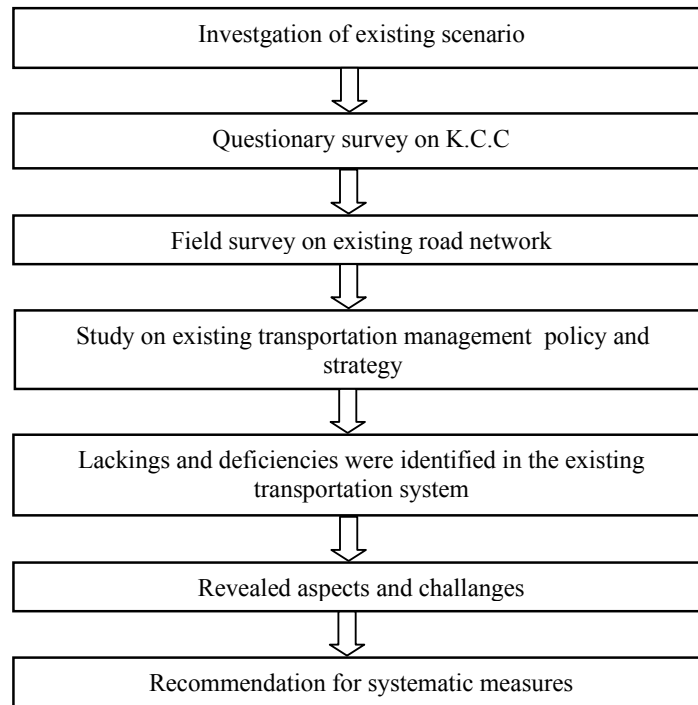 Investgation of existing scenario
Questionary survey on K.C.C
Field survey on existing road network
Study on existing transportation management policy and
strategy
Lackings and deficiencies were identified in the existing
transportation system
Revealed aspects and challanges
Recommendation for systematic measures